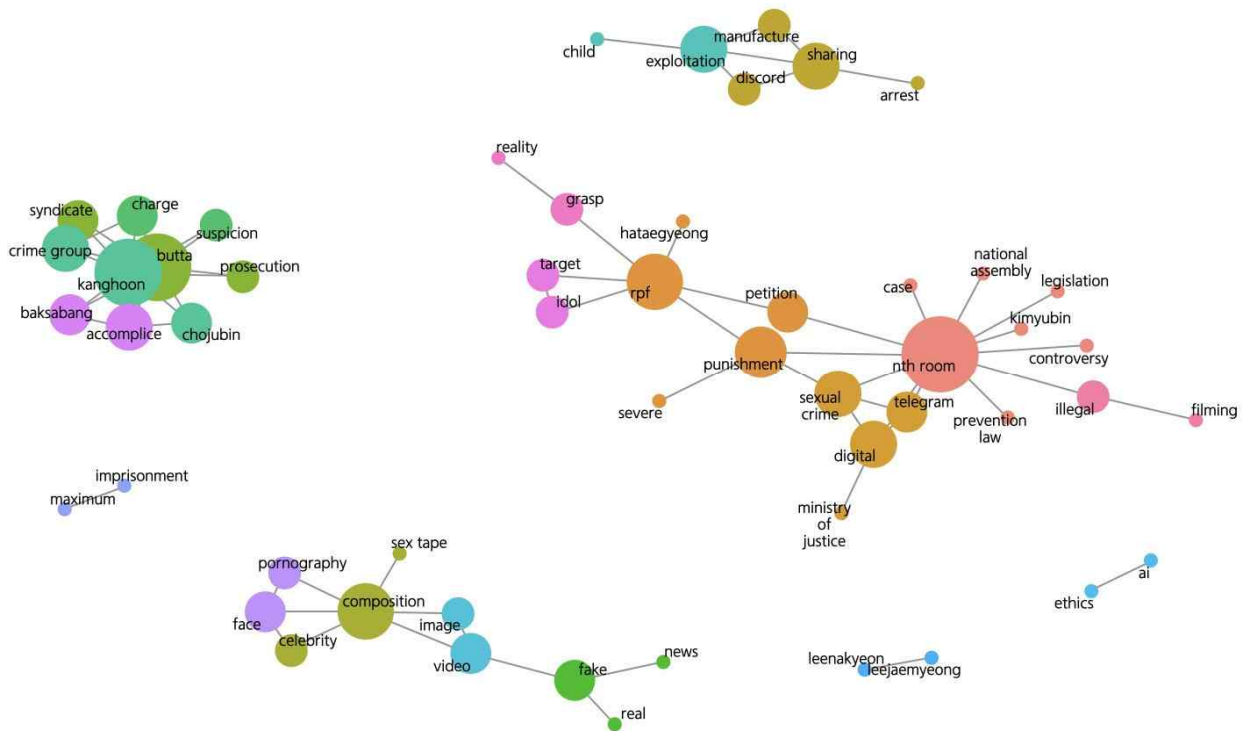 manufacture
child
exploitation
sharing
discord
arrest
reality
grasp
syndicate
charge
hataegyeong
crime group
suspicion
butta
national
assembly
target
prosecution
kanghoon
case
legislation
idol
rpf
petition
baksabang
kimyubin
accomplice
chojubin
controversy
punishment
nth room
sexual
crime
telegram
severe
illegal
filming
prevention
law
digital
imprisonment
maximum
ministry
of
justice
sex tape
pornography
ai
composition
ethics
face
image
celebrity
news
leenakyeon
video
fake
leejaemyeong
real